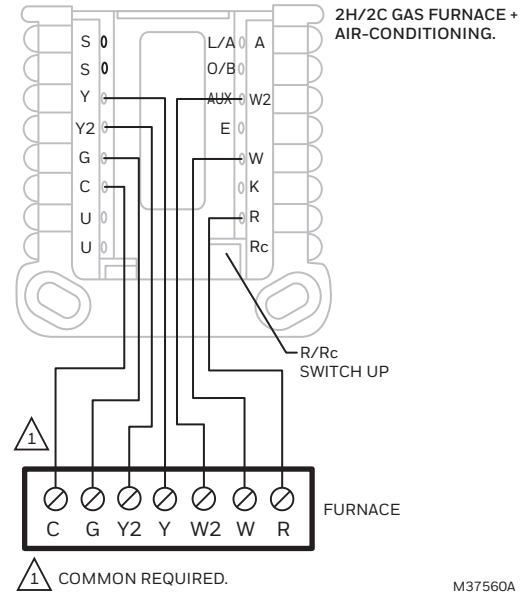 2H/2C GAS FURNACE +
AIR-CONDITIONING.
S
S
Y
Y2
G
C
U
U
L/A A
O/B
AUX W2
E
W
K
R
Rc
R/Rc
SWITCH UP
1
C G Y2 Y W2 W R
FURNACE
1 COMMON REQUIRED.
M37560A